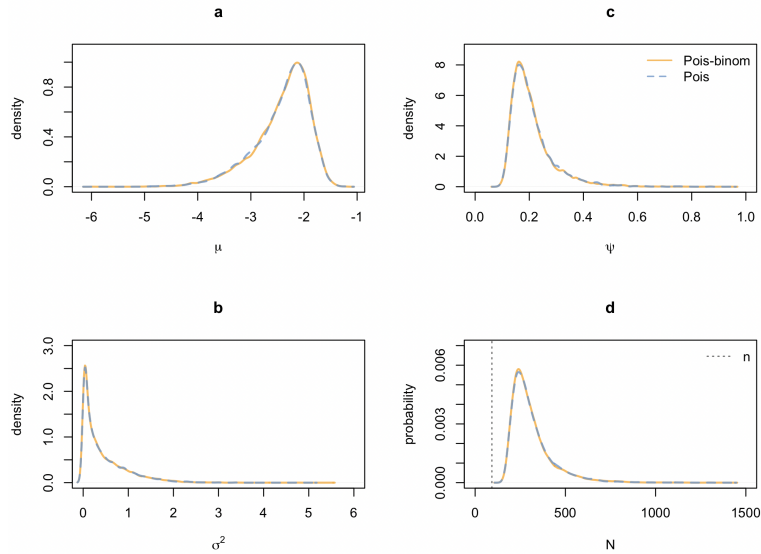 a
density
0.0 0.4 0.8
-6 -5 -4 -3 -2 -1
μ
c
density
0 2 4 6 8
0.0 0.2 0.4 0.6 0.8 1.0
ψ
Pois-binom
Pois
b
density
0.0 1.0 2.0 3.0
0 1 2 3 4 5 6
σ²
d
probability
0.000 0.003 0.006
0 500 1000 1500
N
n